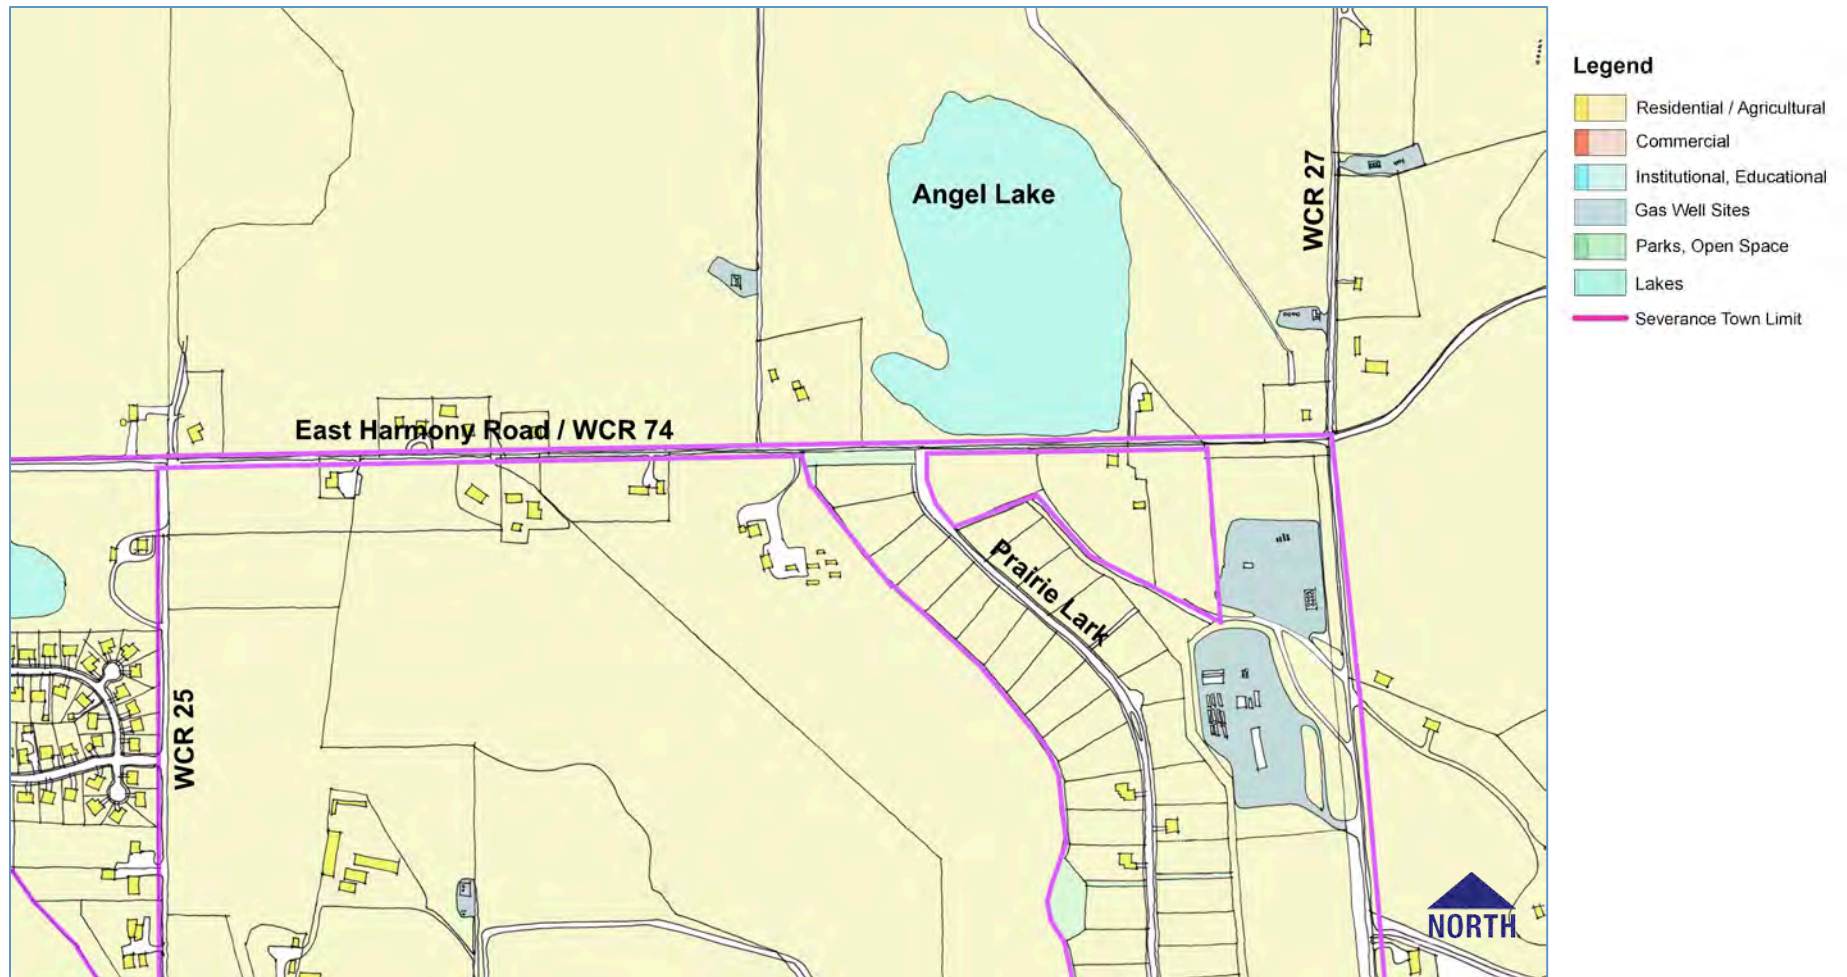 Angel Lake
WCR 27
East Harmony Road / WCR 74
Prairie Lark
WCR 25
NORTH
Legend
Residential / Agricultural
Commercial
Institutional, Educational
Gas Well Sites
Parks, Open Space
Lakes
Severance Town Limit